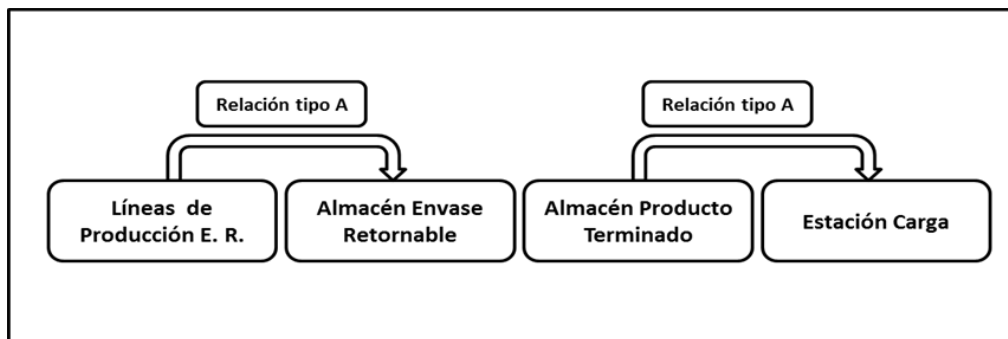 Relación tipo A
Relación tipo A
Líneas de
Producción E. R.
Almacén Envase
Retornable
Almacén Producto
Terminado
Estación Carga